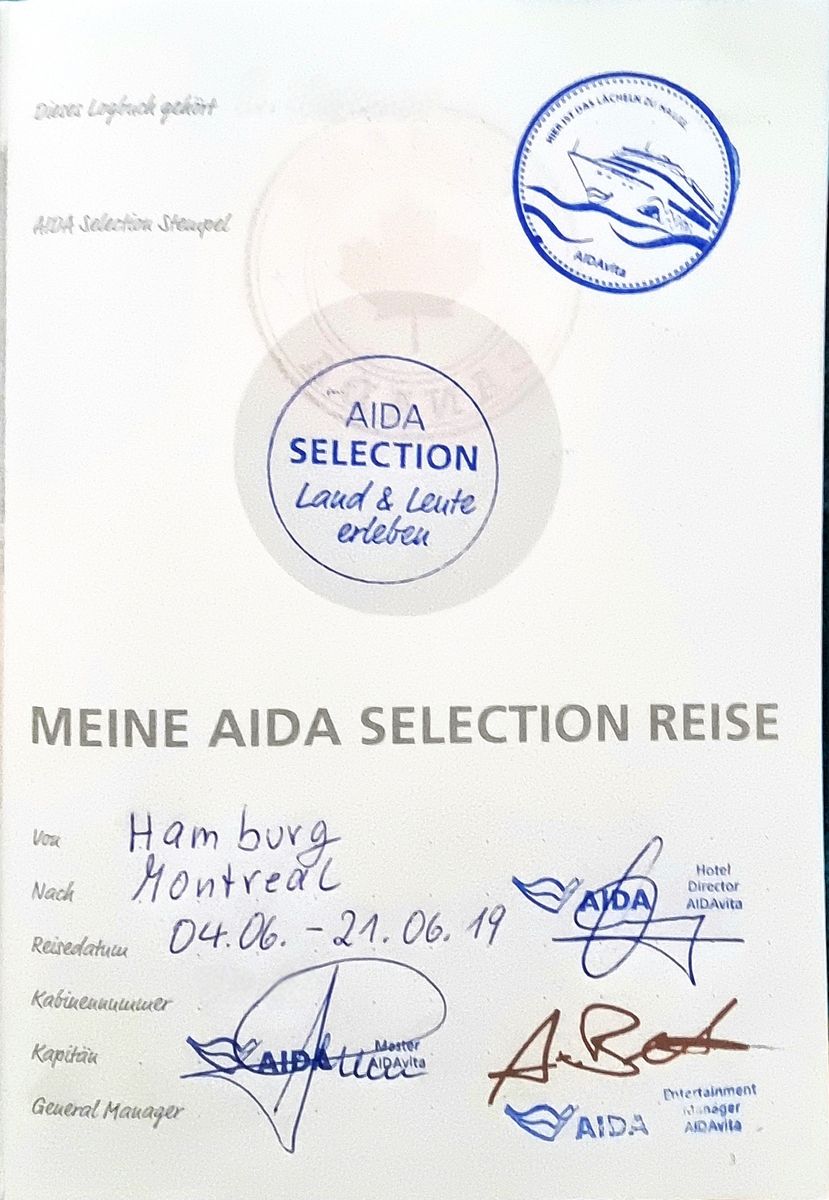 Dieses Logbuch gehört
HIER IST DAS LÄCHELN ZU HAUSE
AIDAvita
AIDA Selection Stempel
AIDA
SELECTION
Land & Leute
erleben
MEINE AIDA SELECTION REISE
Von Hamburg
Nach Montreal
Reisedatum 04.06. - 21.06.19
AIDA
Hotel
Director
AIDAvita
Kabinennummer
Kapitän
AIDA
Master
AIDAvita
General Manager
AIDA
Entertainment
Manager
AIDAvita
3